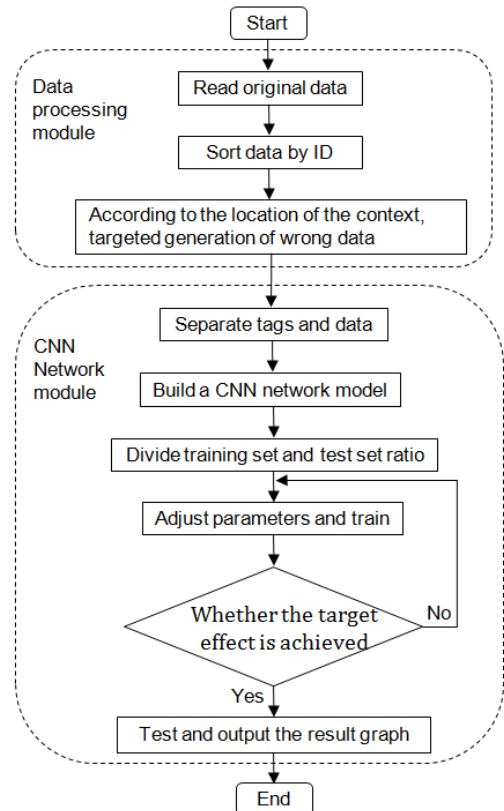 Start
Data
processing
module
Read original data
Sort data by ID
According to the location of the context,
targeted generation of wrong data
CNN
Network
module
Separate tags and data
Build a CNN network model
Divide training set and test set ratio
Adjust parameters and train
Whether the target
effect is achieved
No
Yes
Test and output the result graph
End